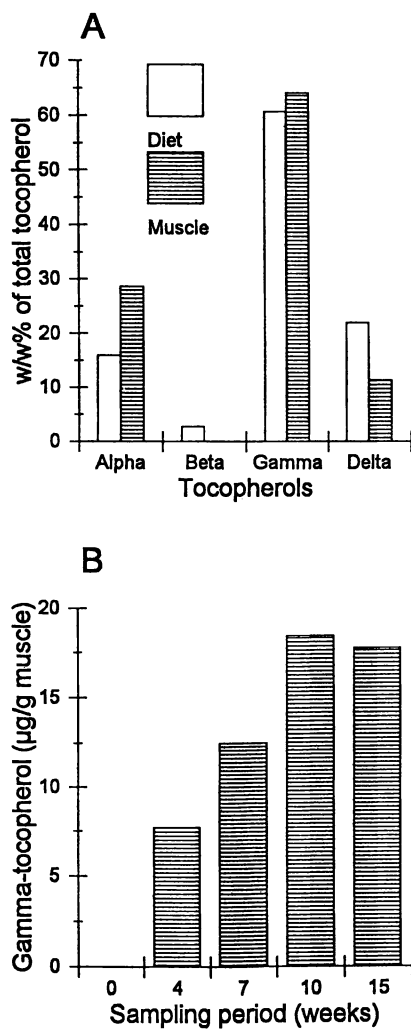 A
w/w% of total tocopherol
70
60
50
40
30
20
10
0
Diet
Muscle
Alpha Beta Gamma Delta
Tocopherols
B
Gamma-tocopherol (µg/g muscle)
20
15
10
5
0
0 4 7 10 15
Sampling period (weeks)